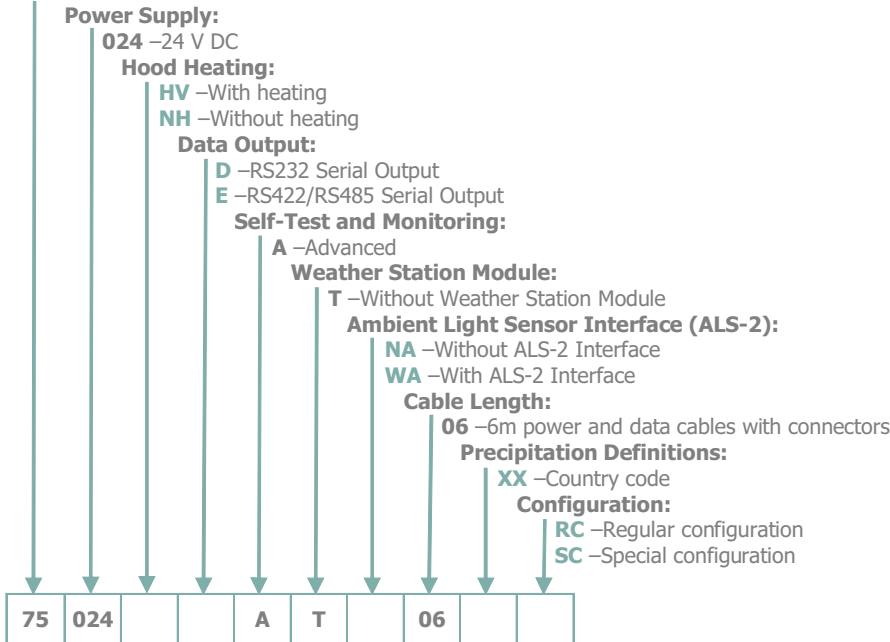 Power Supply:
024 –24 V DC
Hood Heating:
HV –With heating
NH –Without heating
Data Output:
D –RS232 Serial Output
E –RS422/RS485 Serial Output
Self-Test and Monitoring:
A –Advanced
Weather Station Module:
T –Without Weather Station Module
Ambient Light Sensor Interface (ALS-2):
NA –Without ALS-2 Interface
WA –With ALS-2 Interface
Cable Length:
06 –6m power and data cables with connectors
Precipitation Definitions:
XX –Country code
Configuration:
RC –Regular configuration
SC –Special configuration
75 024 A T 06